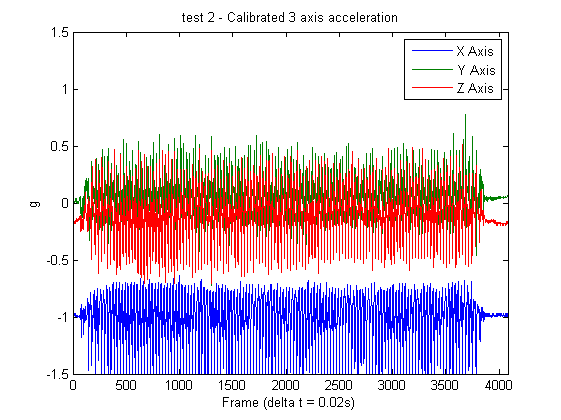 test 2 - Calibrated 3 axis acceleration
1.5
1
0.5
0
-0.5
-1
-1.5
g
X Axis
Y Axis
Z Axis
0 500 1000 1500 2000 2500 3000 3500 4000
Frame (delta t = 0.02s)